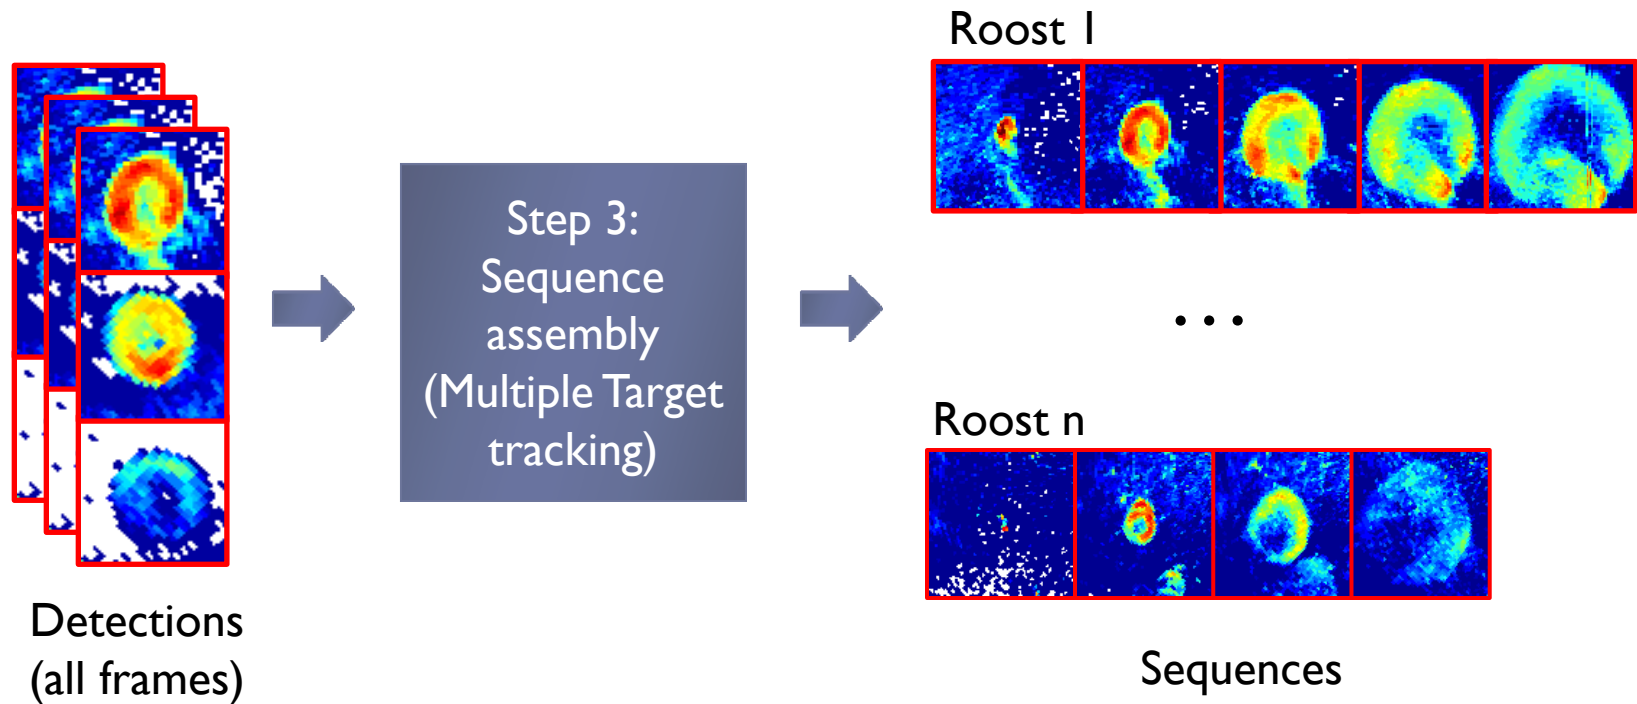 Roost 1
Step 3:
Sequence
assembly
(Multiple Target
tracking)
...
Roost n
Detections
(all frames)
Sequences